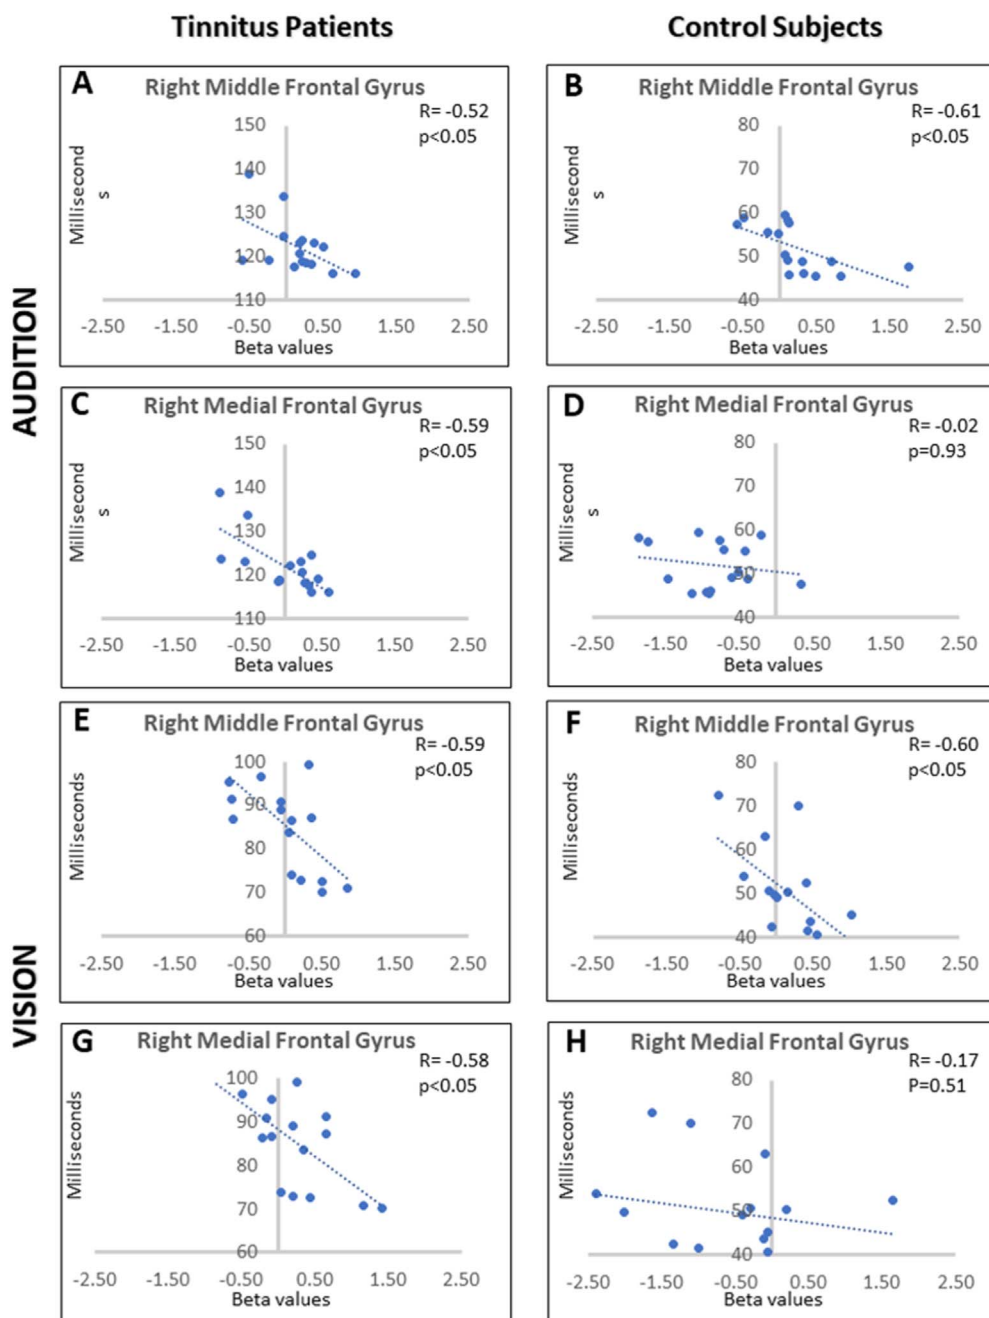 Tinnitus Patients
Control Subjects
AUDITION
A
Right Middle Frontal Gyrus
R= -0.52
p<0.05
Millisecond
s
150
140
130
120
110
-2.50 -1.50 -0.50 0.50 1.50 2.50
Beta values
B
Right Middle Frontal Gyrus
R= -0.61
p<0.05
Millisecond
s
80
70
60
50
40
-2.50 -1.50 -0.50 0.50 1.50 2.50
Beta values
C
Right Medial Frontal Gyrus
R= -0.59
p<0.05
Millisecond
s
150
140
130
120
110
-2.50 -1.50 -0.50 0.50 1.50 2.50
Beta values
D
Right Medial Frontal Gyrus
R= -0.02
p=0.93
Millisecond
s
80
70
60
50
40
-2.50 -1.50 -0.50 0.50 1.50 2.50
Beta values
VISION
E
Right Middle Frontal Gyrus
R= -0.59
p<0.05
Milliseconds
100
90
80
70
60
-2.50 -1.50 -0.50 0.50 1.50 2.50
Beta values
F
Right Middle Frontal Gyrus
R= -0.60
p<0.05
Milliseconds
80
70
60
50
40
-2.50 -1.50 -0.50 0.50 1.50 2.50
Beta values
G
Right Medial Frontal Gyrus
R= -0.58
p<0.05
Milliseconds
100
90
80
70
60
-2.50 -1.50 -0.50 0.50 1.50 2.50
Beta values
H
Right Medial Frontal Gyrus
R= -0.17
P=0.51
Milliseconds
80
70
60
50
40
-2.50 -1.50 -0.50 0.50 1.50 2.50
Beta values